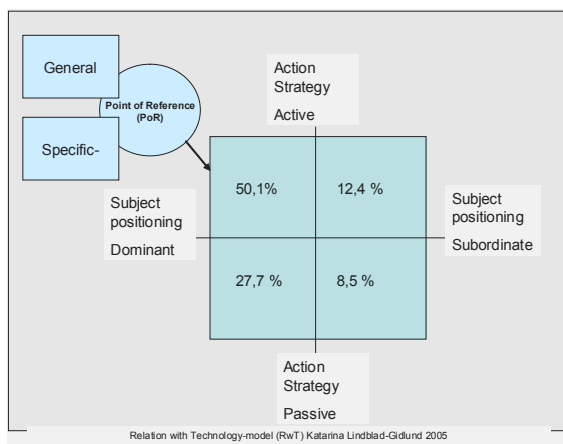 General
Point of Reference
(PoR)
Specific-
Action
Strategy
Active
50,1%
12,4 %
Subject
positioning
Dominant
Subject
positioning
Subordinate
27,7 %
8,5 %
Action
Strategy
Passive
Relation with Technology-model (RwT) Katarina Lindblad-Gidlund 2005